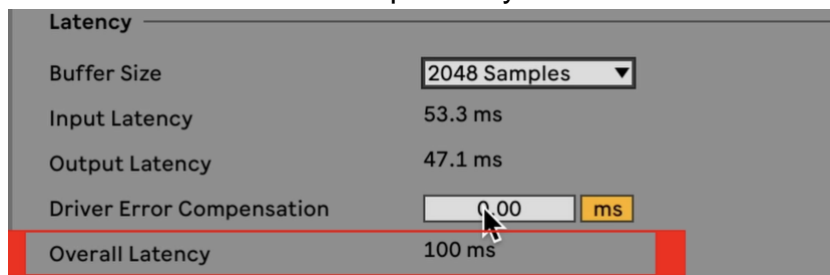 Latency
Buffer Size 2048 Samples
Input Latency 53.3 ms
Output Latency 47.1 ms
Driver Error Compensation 0.00 ms
Overall Latency 100 ms